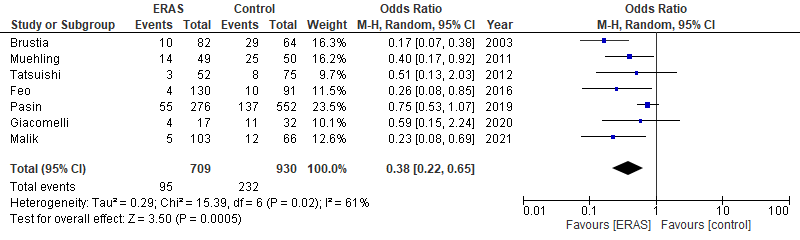 ERAS Control Odds Ratio Odds Ratio
Study or Subgroup Events Total Events Total Weight M-H, Random, 95% CI Year M-H, Random, 95% CI
Brustia 10 82 29 64 16.3% 0.17 [0.07, 0.38] 2003
Muehling 14 49 25 50 16.2% 0.40 [0.17, 0.92] 2011
Tatsuishi 3 52 8 75 9.7% 0.51 [0.13, 2.03] 2012
Feo 4 130 10 91 12.1% 0.26 [0.08, 0.85] 2016
Pasin 55 276 137 552 23.5% 0.75 [0.53, 1.07] 2019
Giacomelli 4 17 11 32 10.0% 0.59 [0.15, 2.24] 2020
Malik 5 103 12 66 12.6% 0.23 [0.08, 0.69] 2021
Total (95% CI) 709 930 100.0% 0.38 [0.22, 0.65]
Total events 95 232
Heterogeneity: Tau² = 0.29; Chi² = 15.39, df = 6 (P = 0.02); I² = 61%
Test for overall effect: Z = 3.50 (P = 0.0005)
0.01 0.1 1 10 100
Favours [ERAS] Favours [control]